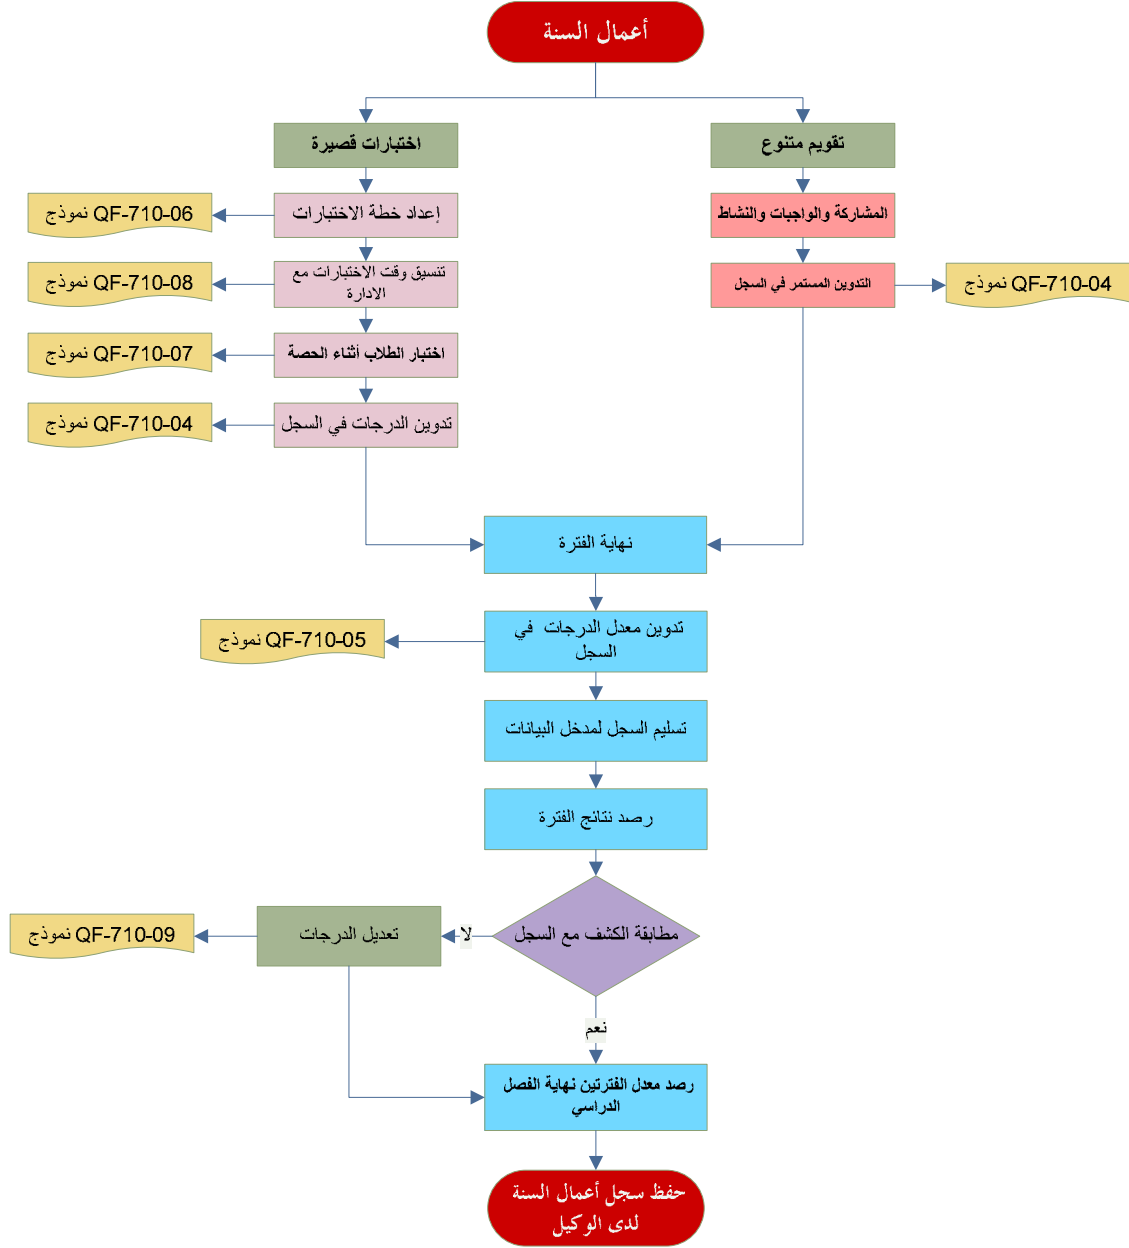 أعمال السنة
تقويم متنوع
اختبارات قصيرة
المشاركة والواجبات والنشاط
إعداد خطة الاختبارات
نموذج QF-710-06
التدوين المستمر في السجل
نموذج QF-710-04
تنسيق وقت الاختبارات مع
الادارة
نموذج QF-710-08
اختبار الطلاب أثناء الحصة
نموذج QF-710-07
تدوين الدرجات في السجل
نموذج QF-710-04
نهاية الفترة
تدوين معدل الدرجات في
السجل
نموذج QF-710-05
تسليم السجل لمدخل البيانات
رصد نتائج الفترة
مطابقة الكشف مع السجل
لا
تعديل الدرجات
نموذج QF-710-09
نعم
رصد معدل الفترتين نهاية الفصل
الدراسي
حفظ سجل أعمال السنة
لدى الوكيل